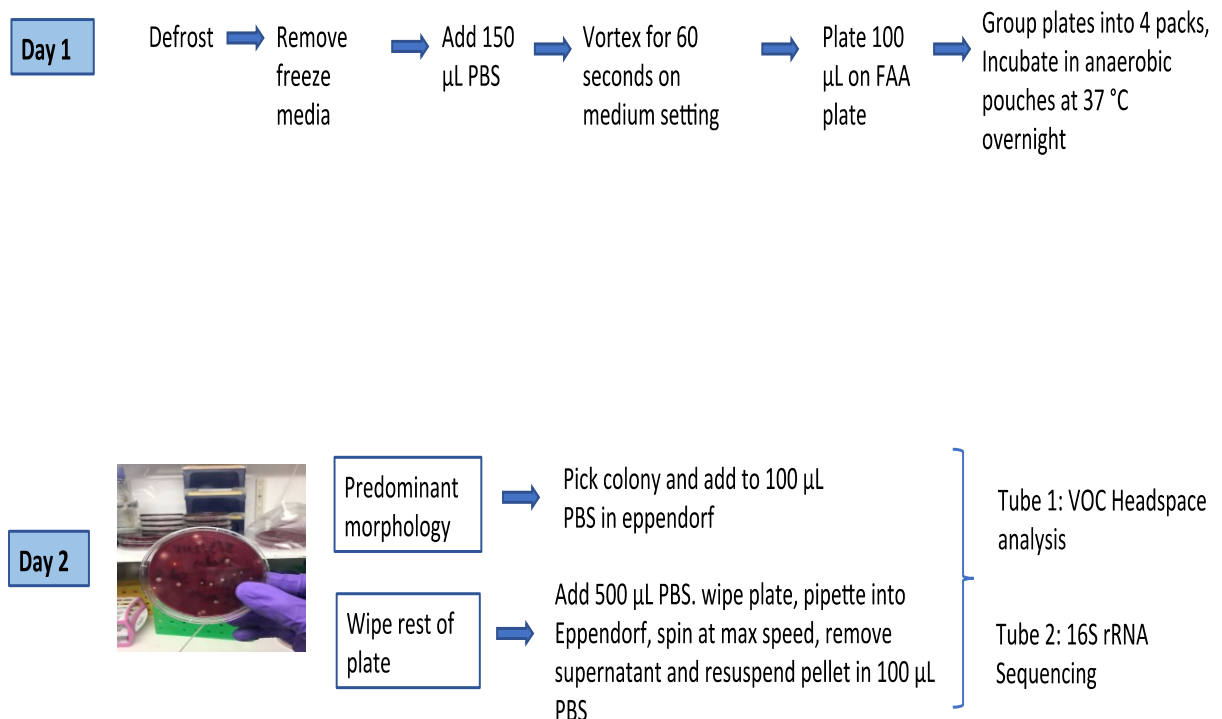 Day 1
Defrost
Remove
freeze
media
Add 150
µL PBS
Vortex for 60
seconds on
medium setting
Plate 100
µL on FAA
plate
Group plates into 4 packs,
Incubate in anaerobic
pouches at 37 °C
overnight
Day 2
Predominant
morphology
Pick colony and add to 100 µL
PBS in eppendorf
Wipe rest of
plate
Add 500 µL PBS. wipe plate, pipette into
Eppendorf, spin at max speed, remove
supernatant and resuspend pellet in 100 µL
PBS
Tube 1: VOC Headspace
analysis
Tube 2: 16S rRNA
Sequencing